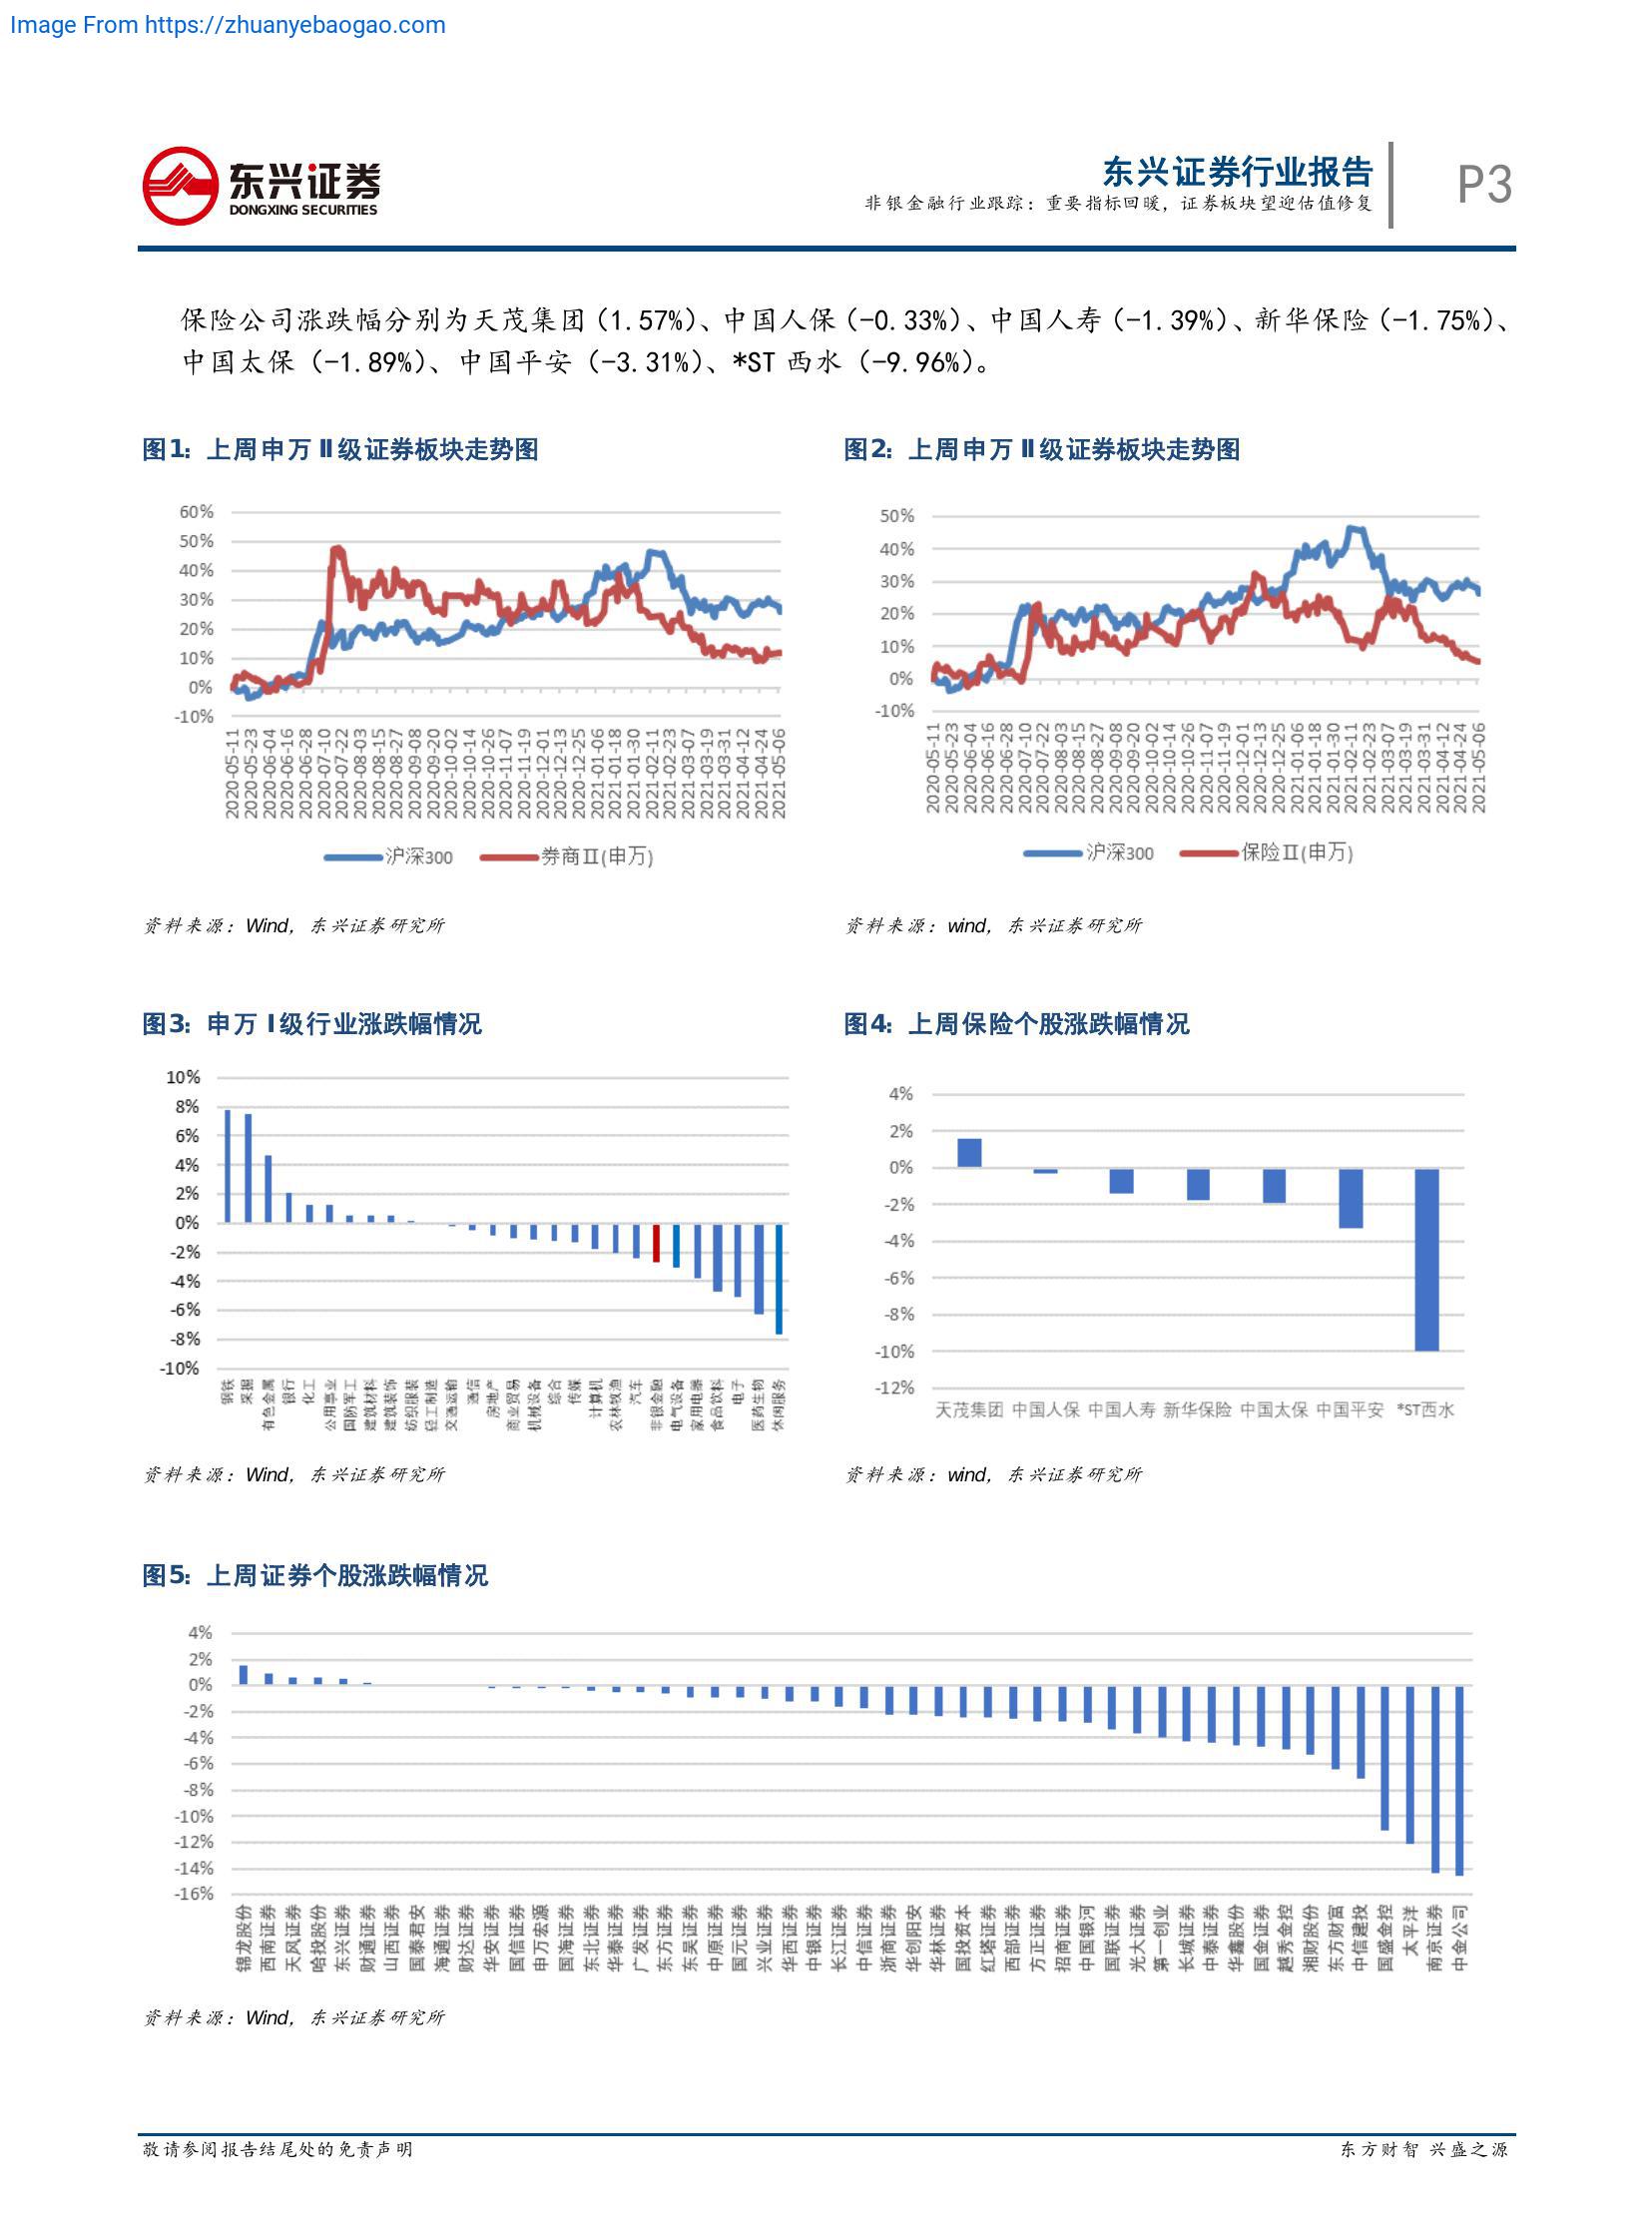 Image From https://zhuanyebaogao.com
东兴证券
DONGXING SECURITIES
东兴证券行业报告
非银金融行业跟踪：重要指标回暖，证券板块望迎估值修复
P3
保险公司涨跌幅分别为天茂集团（1.57%）、中国人保（-0.33%）、中国人寿（-1.39%）、新华保险（-1.75%）、
中国太保（-1.89%）、中国平安（-3.31%）、*ST 西水（-9.96%）。
图1：上周申万 II 级证券板块走势图
60%
50%
40%
30%
20%
10%
0%
-10%
2020-05-11
2020-05-23
2020-06-04
2020-06-16
2020-06-28
2020-07-10
2020-07-22
2020-08-03
2020-08-15
2020-08-27
2020-09-08
2020-09-20
2020-10-02
2020-10-14
2020-10-26
2020-11-07
2020-11-19
2020-12-01
2020-12-13
2020-12-25
2021-01-06
2021-01-18
2021-01-30
2021-02-11
2021-02-23
2021-03-07
2021-03-19
2021-03-31
2021-04-12
2021-04-24
2021-05-06
沪深300
券商Ⅱ(申万)
资料来源：Wind，东兴证券研究所
图2：上周申万 II 级证券板块走势图
50%
40%
30%
20%
10%
0%
-10%
2020-05-11
2020-05-23
2020-06-04
2020-06-16
2020-06-28
2020-07-10
2020-07-22
2020-08-03
2020-08-15
2020-08-27
2020-09-08
2020-09-20
2020-10-02
2020-10-14
2020-10-26
2020-11-07
2020-11-19
2020-12-01
2020-12-13
2020-12-25
2021-01-06
2021-01-18
2021-01-30
2021-02-11
2021-02-23
2021-03-07
2021-03-19
2021-03-31
2021-04-12
2021-04-24
2021-05-06
沪深300
保险Ⅱ(申万)
资料来源：wind，东兴证券研究所
图3：申万 I 级行业涨跌幅情况
10%
8%
6%
4%
2%
0%
-2%
-4%
-6%
-8%
-10%
钢铁
采掘
有色金属
银行
化工
公用事业
国防军工
建筑材料
建筑装饰
纺织服装
轻工制造
交通运输
通信
房地产
商业贸易
机械设备
综合
传媒
计算机
农林牧渔
汽车
非银金融
电气设备
家用电器
食品饮料
电子
医药生物
休闲服务
资料来源：Wind，东兴证券研究所
图4：上周保险个股涨跌幅情况
4%
2%
0%
-2%
-4%
-6%
-8%
-10%
-12%
天茂集团 中国人保 中国人寿 新华保险 中国太保 中国平安 *ST西水
资料来源：wind，东兴证券研究所
图5：上周证券个股涨跌幅情况
4%
2%
0%
-2%
-4%
-6%
-8%
-10%
-12%
-14%
-16%
锦龙股份
西南证券
天风证券
哈投股份
东兴证券
财通证券
山西证券
国泰君安
海通证券
财达证券
华安证券
国信证券
申万宏源
国海证券
东北证券
华泰证券
广发证券
东方证券
东吴证券
中原证券
国元证券
兴业证券
华西证券
中银证券
长江证券
中信证券
浙商证券
华创阳安
华林证券
国投资本
红塔证券
西部证券
方正证券
招商证券
中国银河
国联证券
光大证券
第一创业
长城证券
中泰证券
华鑫股份
国金证券
越秀金控
湘财股份
东方财富
中信建投
国盛金控
太平洋
南京证券
中金公司
资料来源：Wind，东兴证券研究所
敬请参阅报告结尾处的免责声明
东方财智 兴盛之源